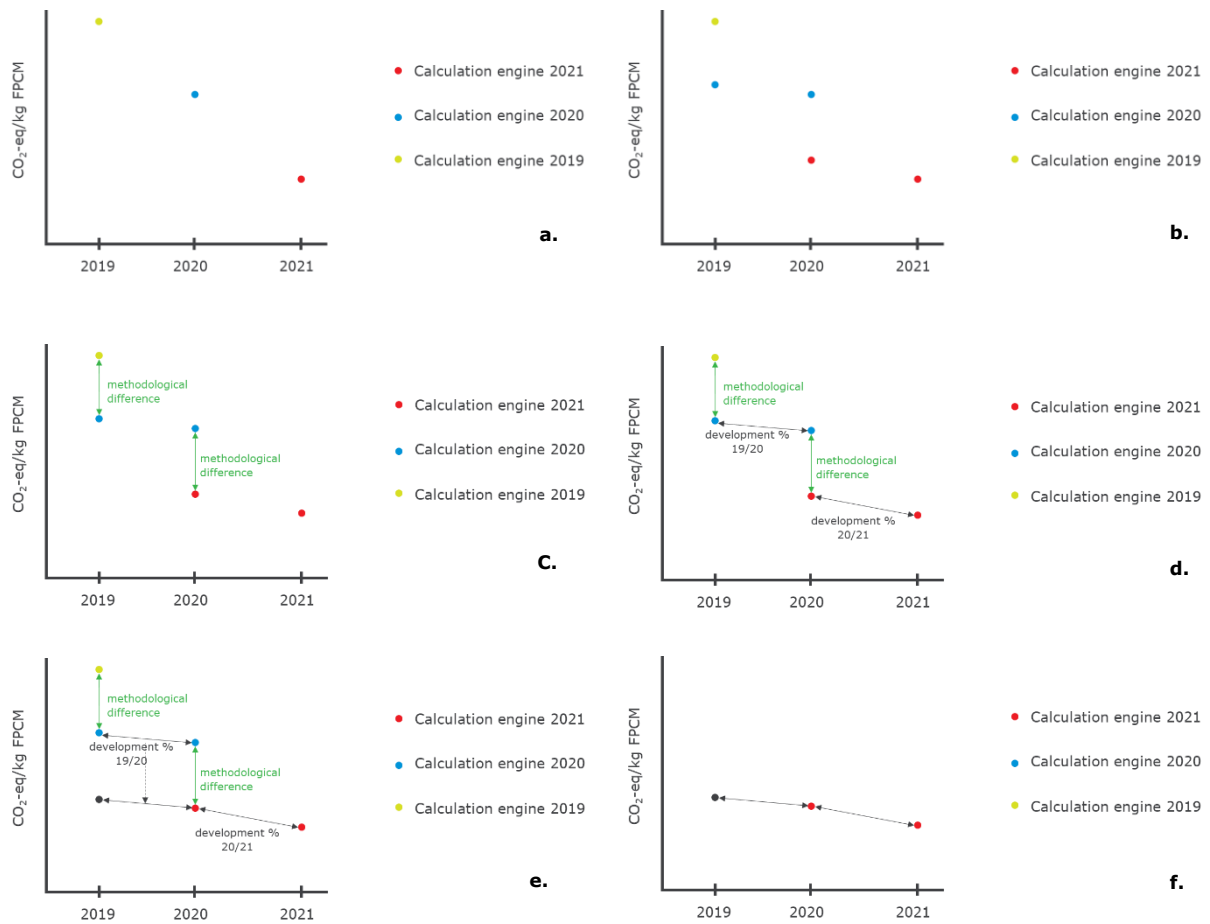 CO₂-eq/kg FPCM
Calculation engine 2021
Calculation engine 2020
Calculation engine 2019
a.
2019 2020 2021
CO₂-eq/kg FPCM
Calculation engine 2021
Calculation engine 2020
Calculation engine 2019
b.
2019 2020 2021
CO₂-eq/kg FPCM
methodological
difference
methodological
difference
Calculation engine 2021
Calculation engine 2020
Calculation engine 2019
C.
2019 2020 2021
CO₂-eq/kg FPCM
methodological
difference
development %
19/20
methodological
difference
development %
20/21
Calculation engine 2021
Calculation engine 2020
Calculation engine 2019
d.
2019 2020 2021
CO₂-eq/kg FPCM
methodological
difference
development %
19/20
methodological
difference
development %
20/21
Calculation engine 2021
Calculation engine 2020
Calculation engine 2019
e.
2019 2020 2021
CO₂-eq/kg FPCM
Calculation engine 2021
Calculation engine 2020
Calculation engine 2019
f.
2019 2020 2021